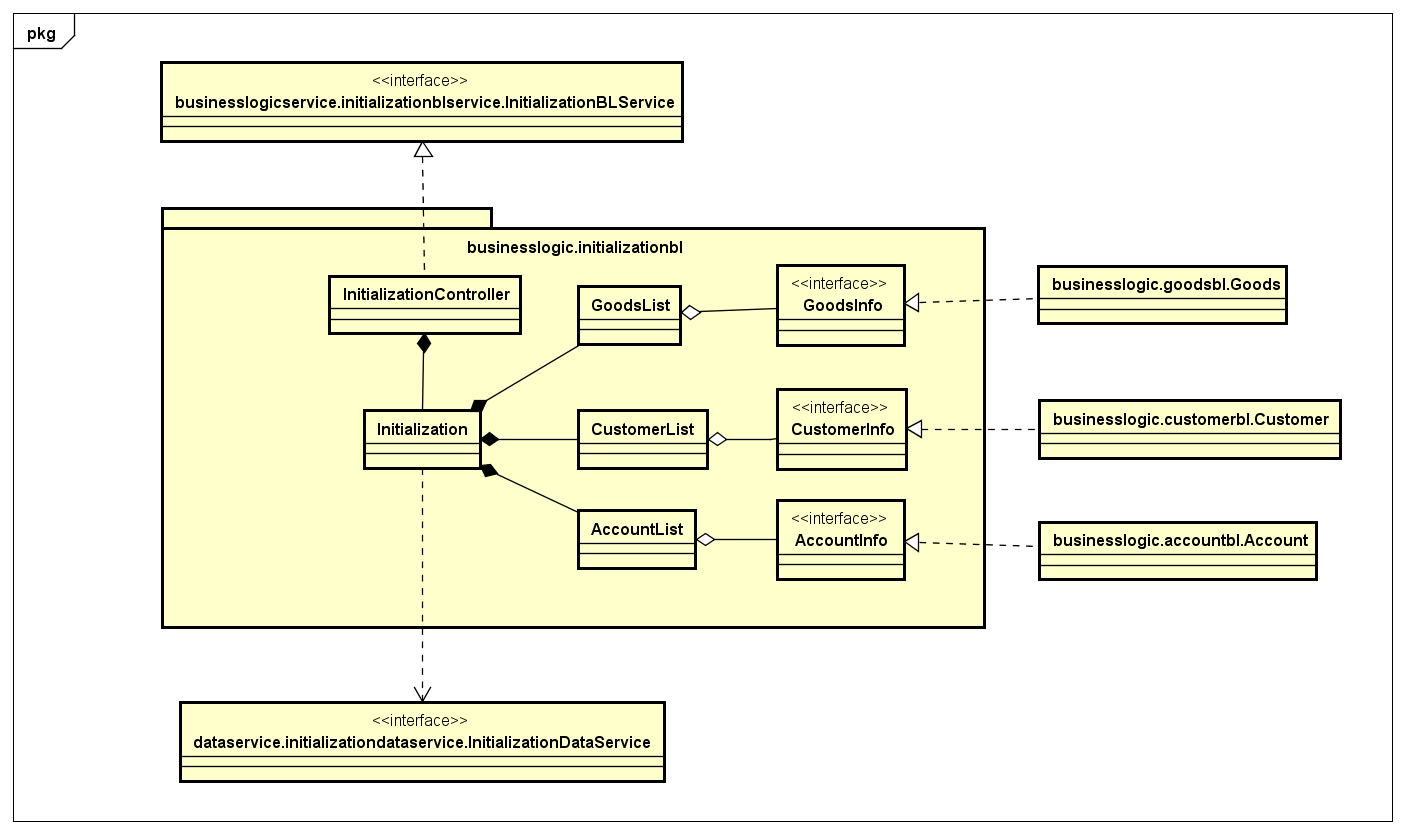 pkg
<<interface>>
businesslogicservice.initializationblservice.InitializationBLService
businesslogic.initializationbl
InitializationController
GoodsList
<<interface>>
GoodsInfo
businesslogic.goodsbl.Goods
Initialization
CustomerList
<<interface>>
CustomerInfo
businesslogic.customerbl.Customer
AccountList
<<interface>>
AccountInfo
businesslogic.accountbl.Account
<<interface>>
dataservice.initializationdataservice.InitializationDataService